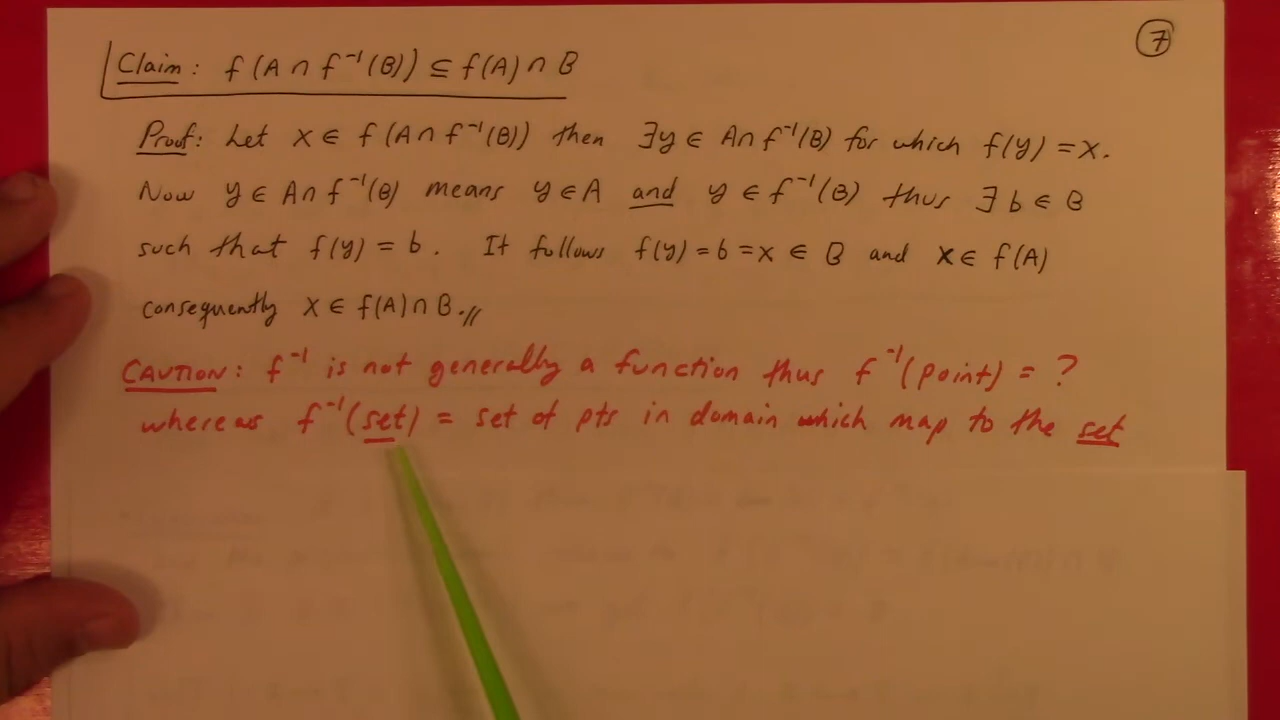 7
Claim: f(A ∩ f⁻¹(B)) ⊆ f(A) ∩ B
Proof: Let x ∈ f(A ∩ f⁻¹(B)) then ∃y ∈ A∩f⁻¹(B) for which f(y) = x.
Now y ∈ A∩f⁻¹(B) means y∈A and y ∈ f⁻¹(B) thus ∃ b ∈ B
such that f(y) = b. It follows f(y) = b = x ∈ B and x ∈ f(A)
consequently x ∈ f(A) ∩ B.//
CAUTION: f⁻¹ is not generally a function thus f⁻¹(point) = ?
whereas f⁻¹(set) = set of pts in domain which map to the set